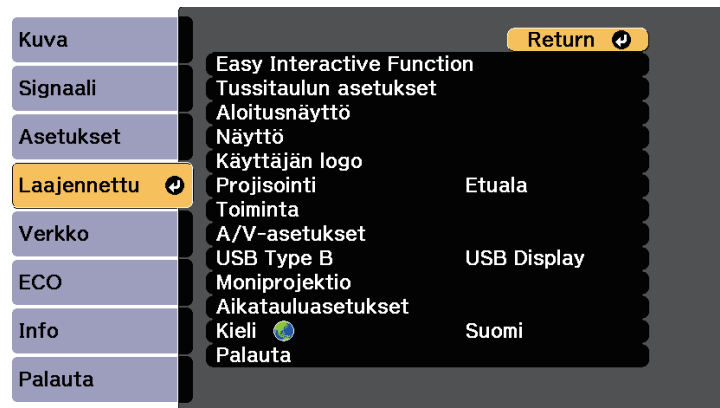 Kuva
Signaali
Asetukset
Laajennettu
Verkko
ECO
Info
Palauta
Return
Easy Interactive Function
Tussitaulun asetukset
Aloitusnäyttö
Näyttö
Käyttäjän logo
Projisointi Etuala
Toiminta
A/V-asetukset
USB Type B USB Display
Moniprojektio
Aikatauluasetukset
Kieli Suomi
Palauta